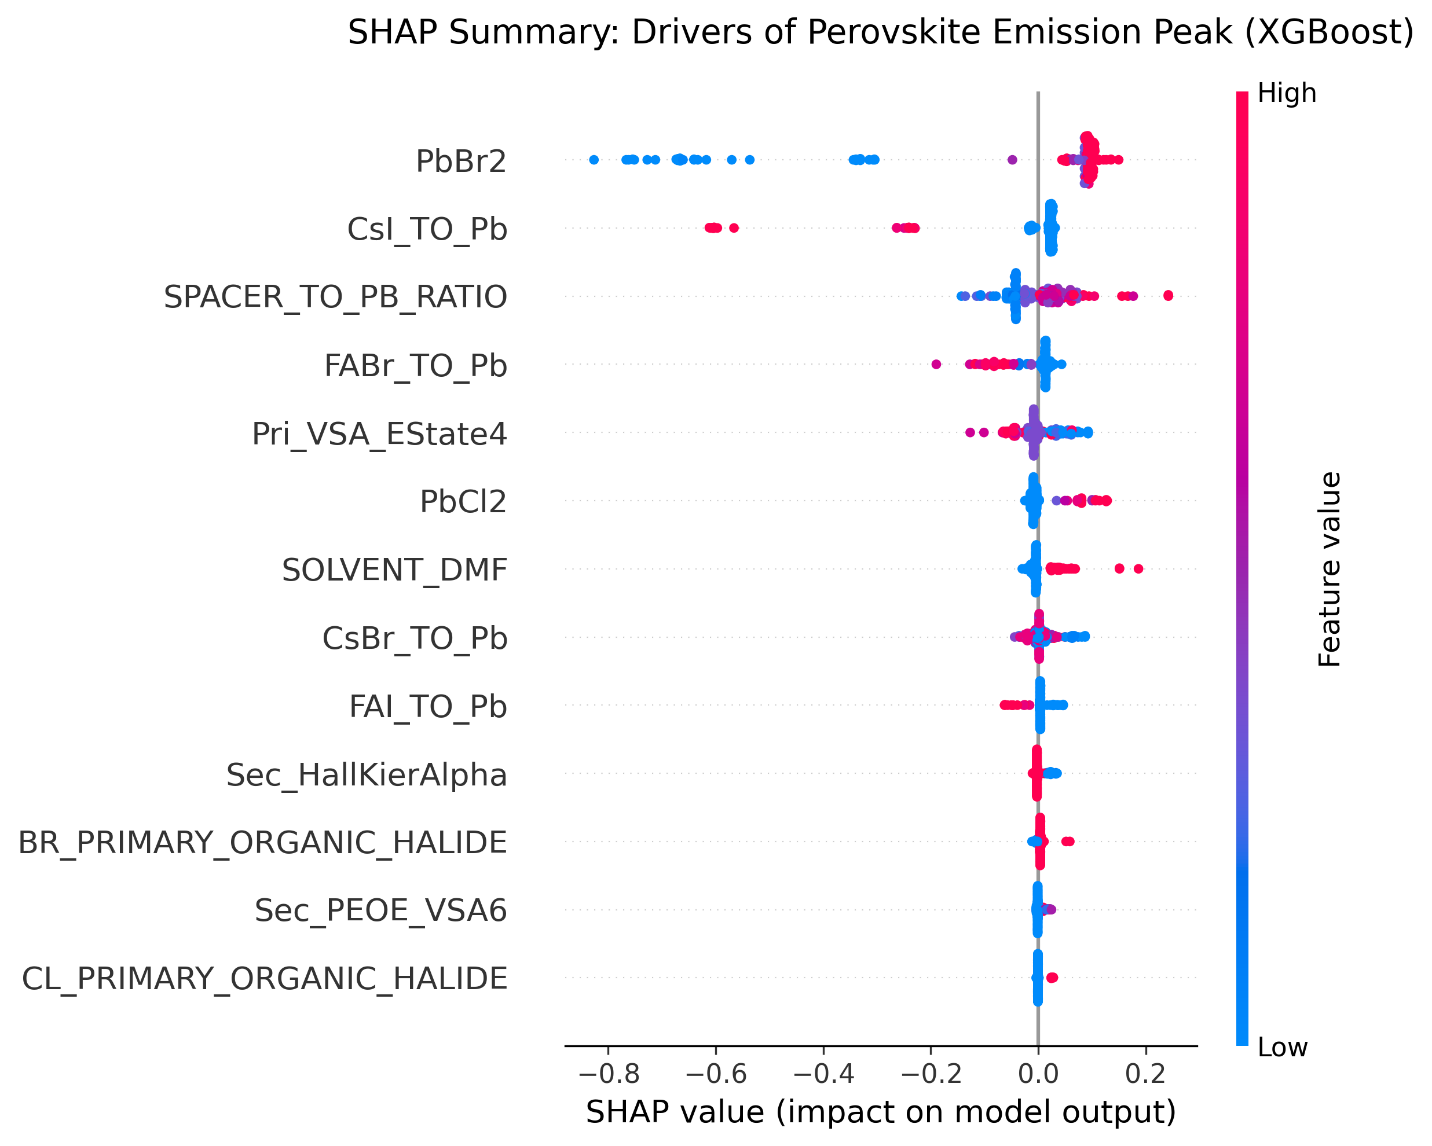 SHAP Summary: Drivers of Perovskite Emission Peak (XGBoost)
High
PbBr2
CsI_TO_Pb
SPACER_TO_PB_RATIO
FABr_TO_Pb
Pri_VSA_EState4
PbCl2
SOLVENT_DMF
CsBr_TO_Pb
FAI_TO_Pb
Sec_HallKierAlpha
BR_PRIMARY_ORGANIC_HALIDE
Sec_PEOE_VSA6
CL_PRIMARY_ORGANIC_HALIDE
Feature value
Low
−0.8 −0.6 −0.4 −0.2 0.0 0.2
SHAP value (impact on model output)